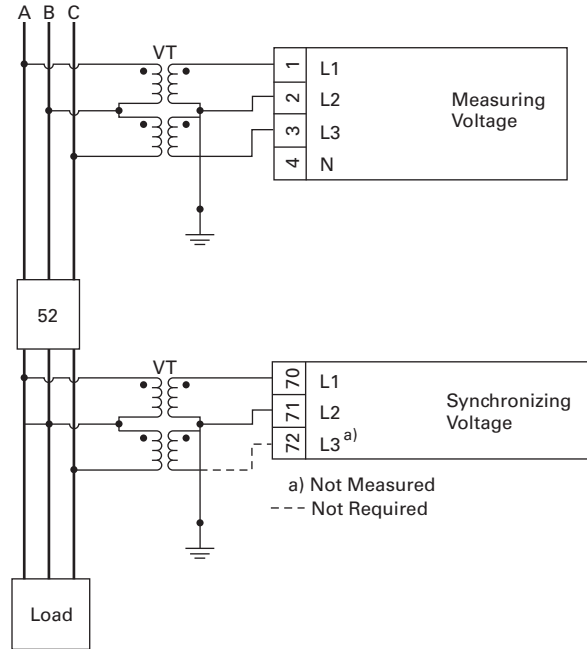 A B C
VT
1 L1
2 L2
3 L3
4 N
Measuring
Voltage
52
VT
70 L1
71 L2
72 L3a)
Synchronizing
Voltage
a) Not Measured
--- Not Required
Load